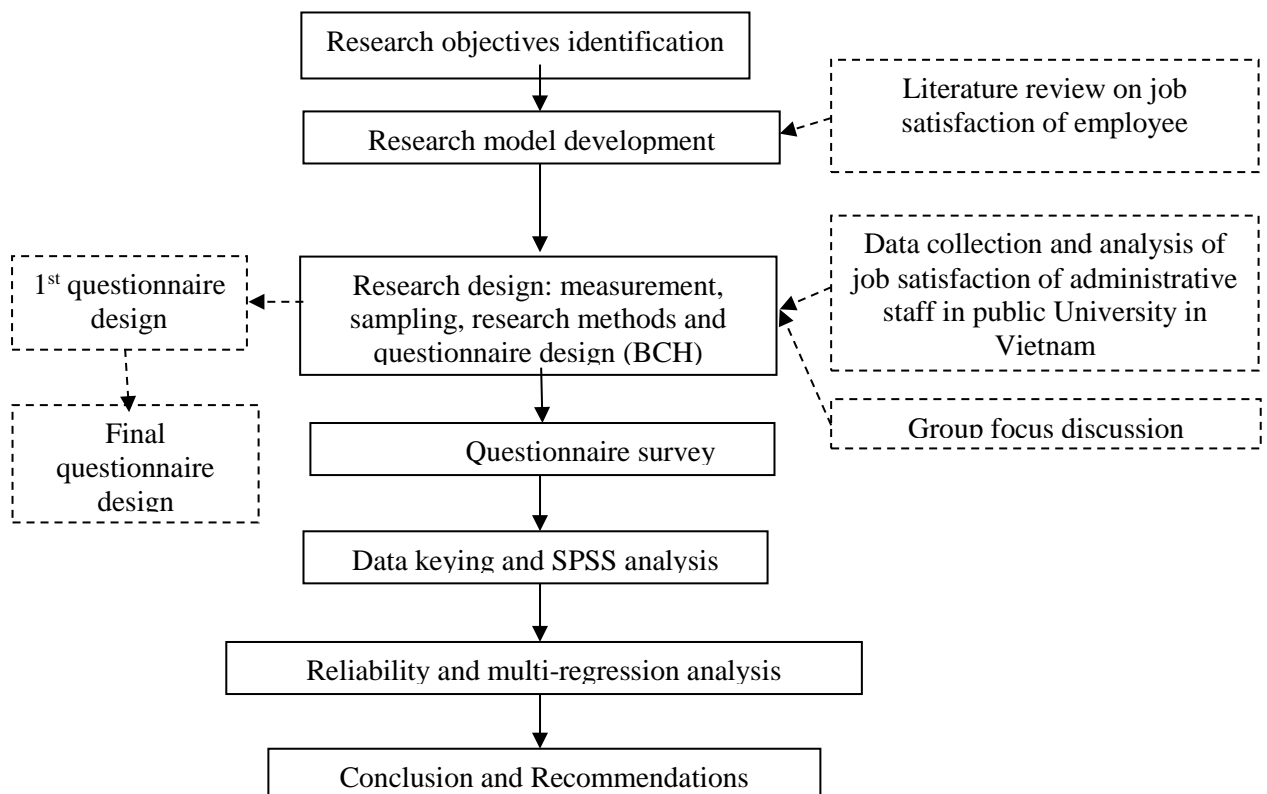 Research objectives identification
Literature review on job
satisfaction of employee
Research model development
Data collection and analysis of
job satisfaction of administrative
staff in public University in
Vietnam
1st questionnaire
design
Research design: measurement,
sampling, research methods and
questionnaire design (BCH)
Final
questionnaire
design
Group focus discussion
Questionnaire survey
Data keying and SPSS analysis
Reliability and multi-regression analysis
Conclusion and Recommendations